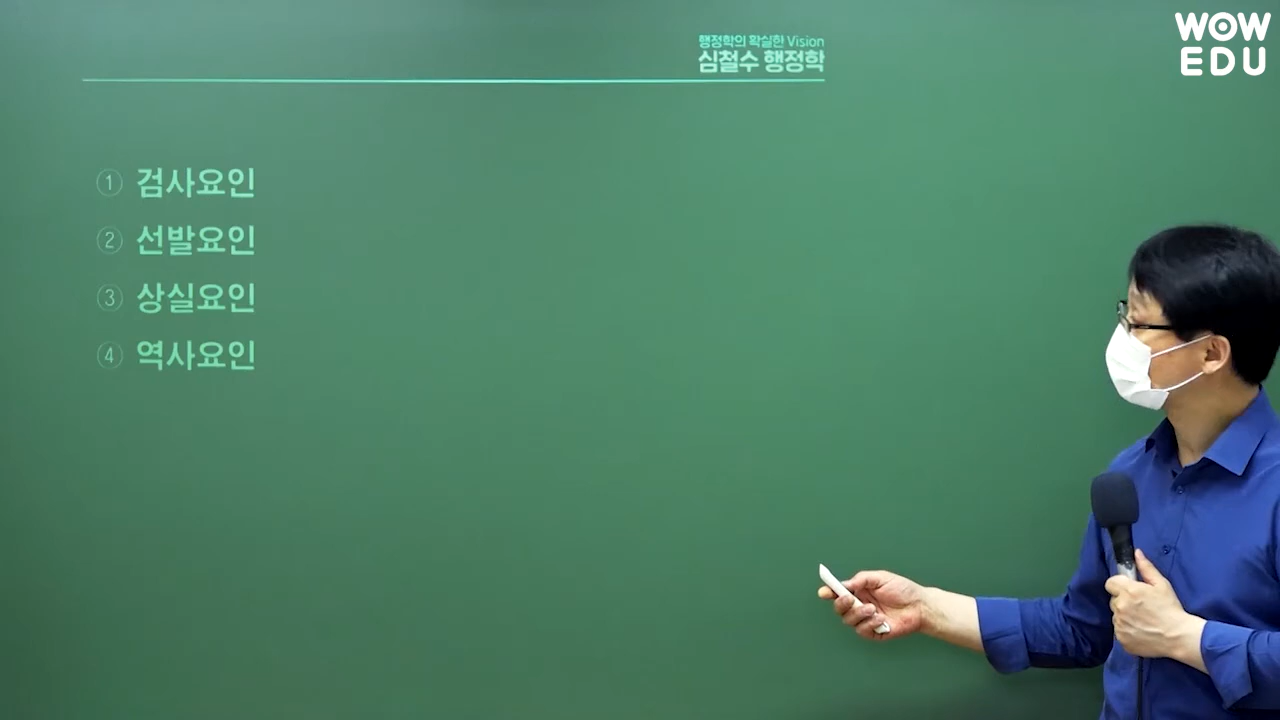 WOW
EDU
행정학의 확실한 Vision
심철수 행정학
① 검사요인
② 선발요인
③ 상실요인
④ 역사요인